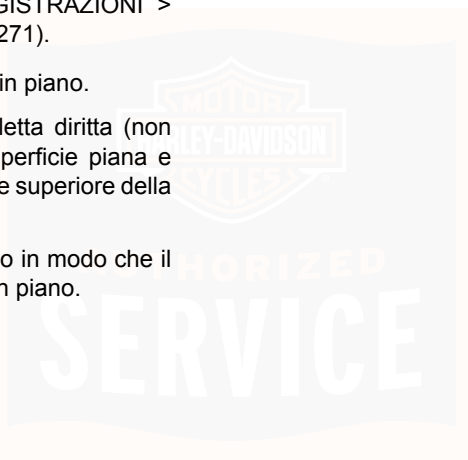 GISTRAZIONI >
271).
in piano.
letta diritta (non
perficie piana e
e superiore della
o in modo che il
n piano.
MOTOR
HARLEY-DAVIDSON
CYCLES
AUTHORIZED
SERVICE